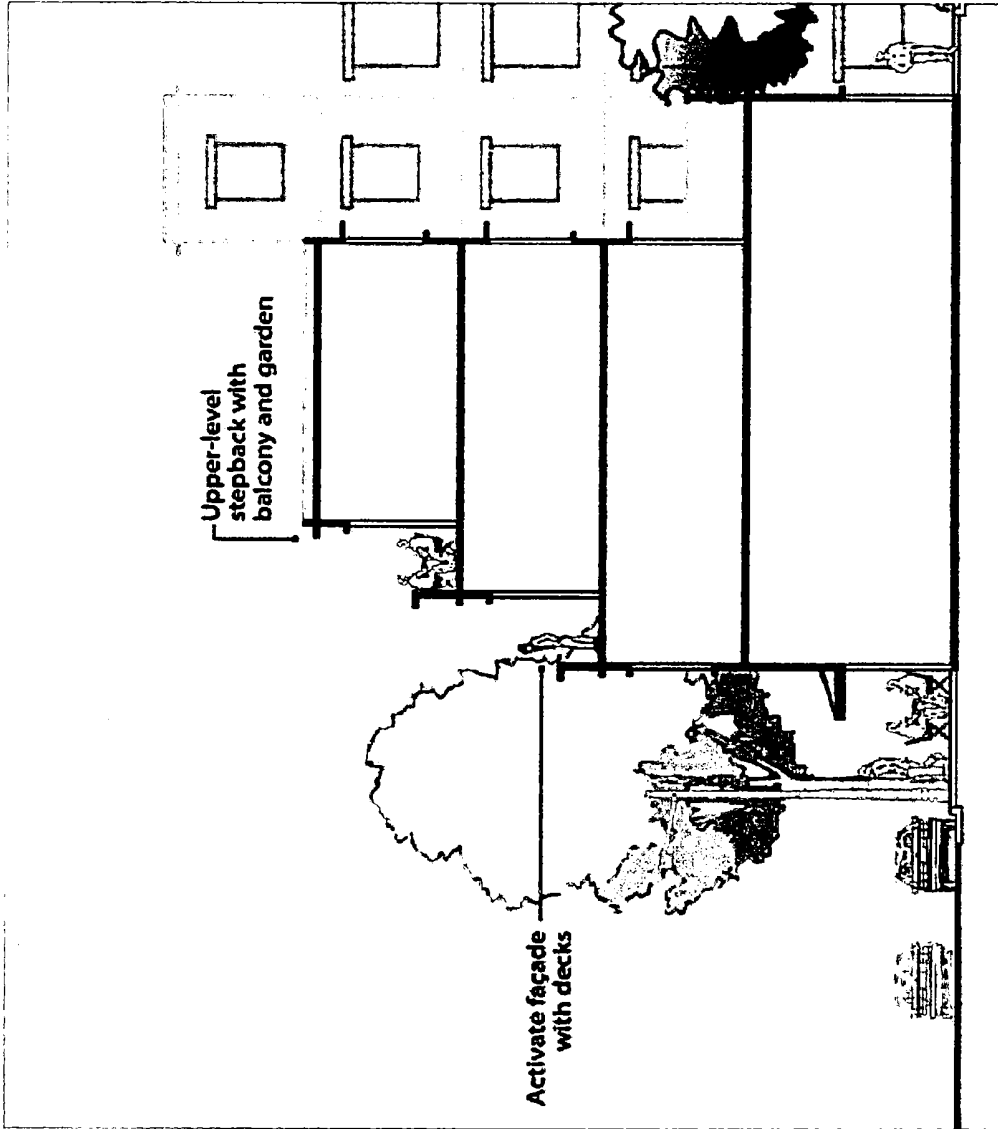 Upper-level
stepback with
balcony and garden
Activate façade
with decks